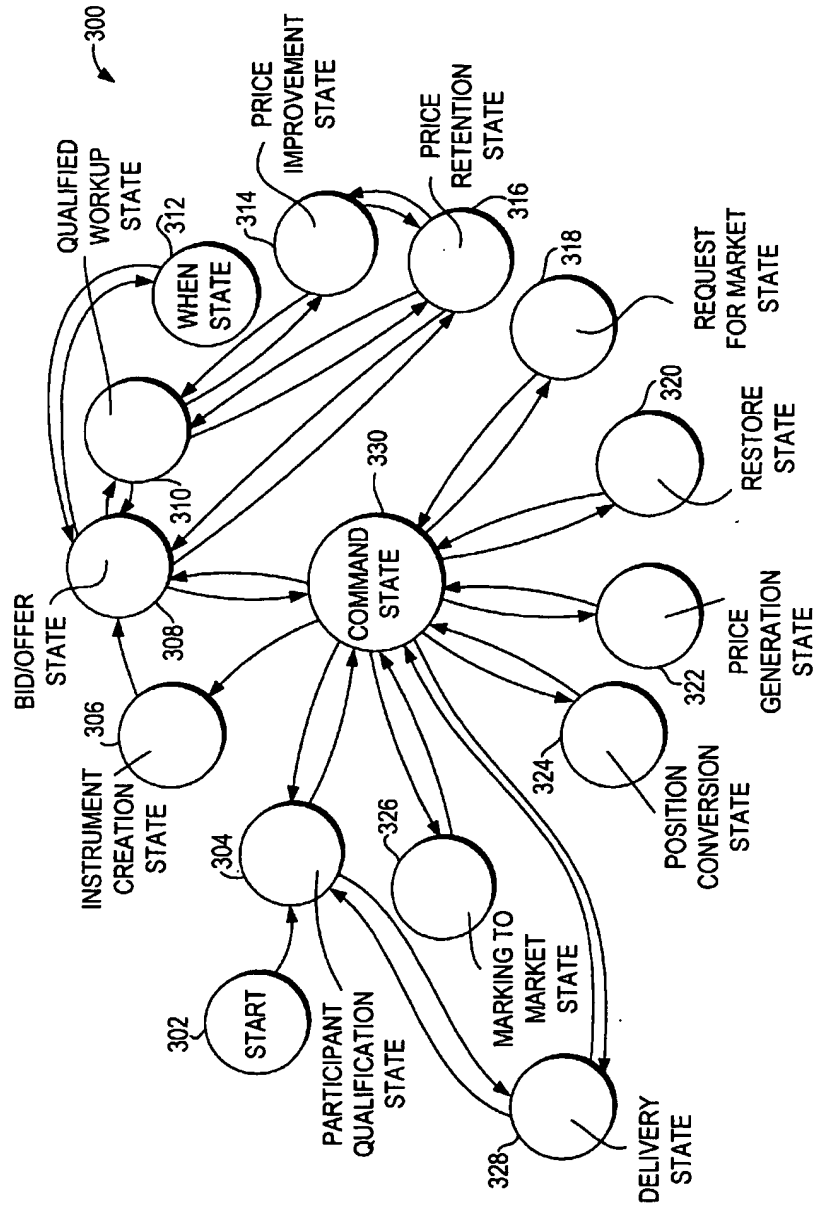 300
QUALIFIED
WORKUP
STATE
312
WHEN
STATE
PRICE
IMPROVEMENT
STATE
314
PRICE
RETENTION
STATE
316
318
REQUEST
FOR MARKET
STATE
320
RESTORE
STATE
BID/OFFER
STATE
310
308
330
COMMAND
STATE
PRICE
GENERATION
STATE
322
306
INSTRUMENT
CREATION
STATE
324
POSITION
CONVERSION
STATE
304
326
MARKING TO
MARKET
STATE
302
START
PARTICIPANT
QUALIFICATION
STATE
328
DELIVERY
STATE